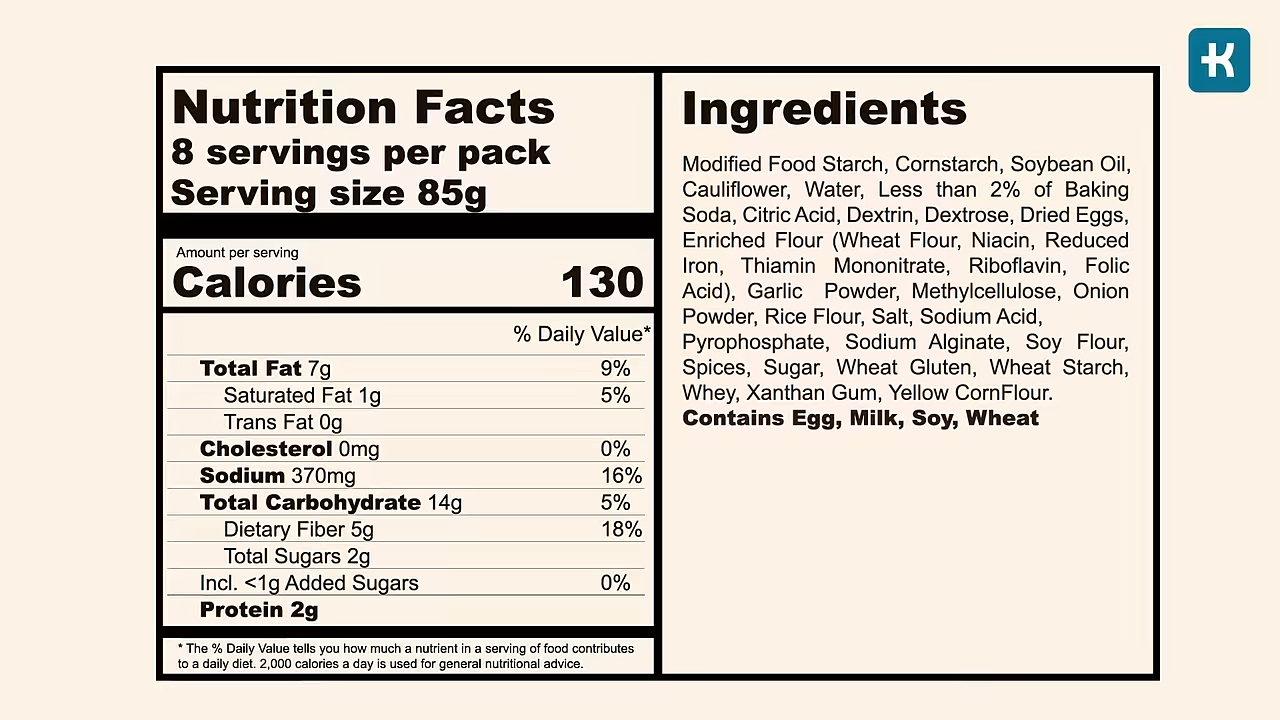 K
Nutrition Facts
8 servings per pack
Serving size 85g
Amount per serving
Calories 130
% Daily Value*
Total Fat 7g 9%
Saturated Fat 1g 5%
Trans Fat 0g
Cholesterol 0mg 0%
Sodium 370mg 16%
Total Carbohydrate 14g 5%
Dietary Fiber 5g 18%
Total Sugars 2g
Incl. <1g Added Sugars 0%
Protein 2g
* The % Daily Value tells you how much a nutrient in a serving of food contributes
to a daily diet. 2,000 calories a day is used for general nutritional advice.
Ingredients
Modified Food Starch, Cornstarch, Soybean Oil,
Cauliflower, Water, Less than 2% of Baking
Soda, Citric Acid, Dextrin, Dextrose, Dried Eggs,
Enriched Flour (Wheat Flour, Niacin, Reduced
Iron, Thiamin Mononitrate, Riboflavin, Folic
Acid), Garlic Powder, Methylcellulose, Onion
Powder, Rice Flour, Salt, Sodium Acid,
Pyrophosphate, Sodium Alginate, Soy Flour,
Spices, Sugar, Wheat Gluten, Wheat Starch,
Whey, Xanthan Gum, Yellow CornFlour.
Contains Egg, Milk, Soy, Wheat